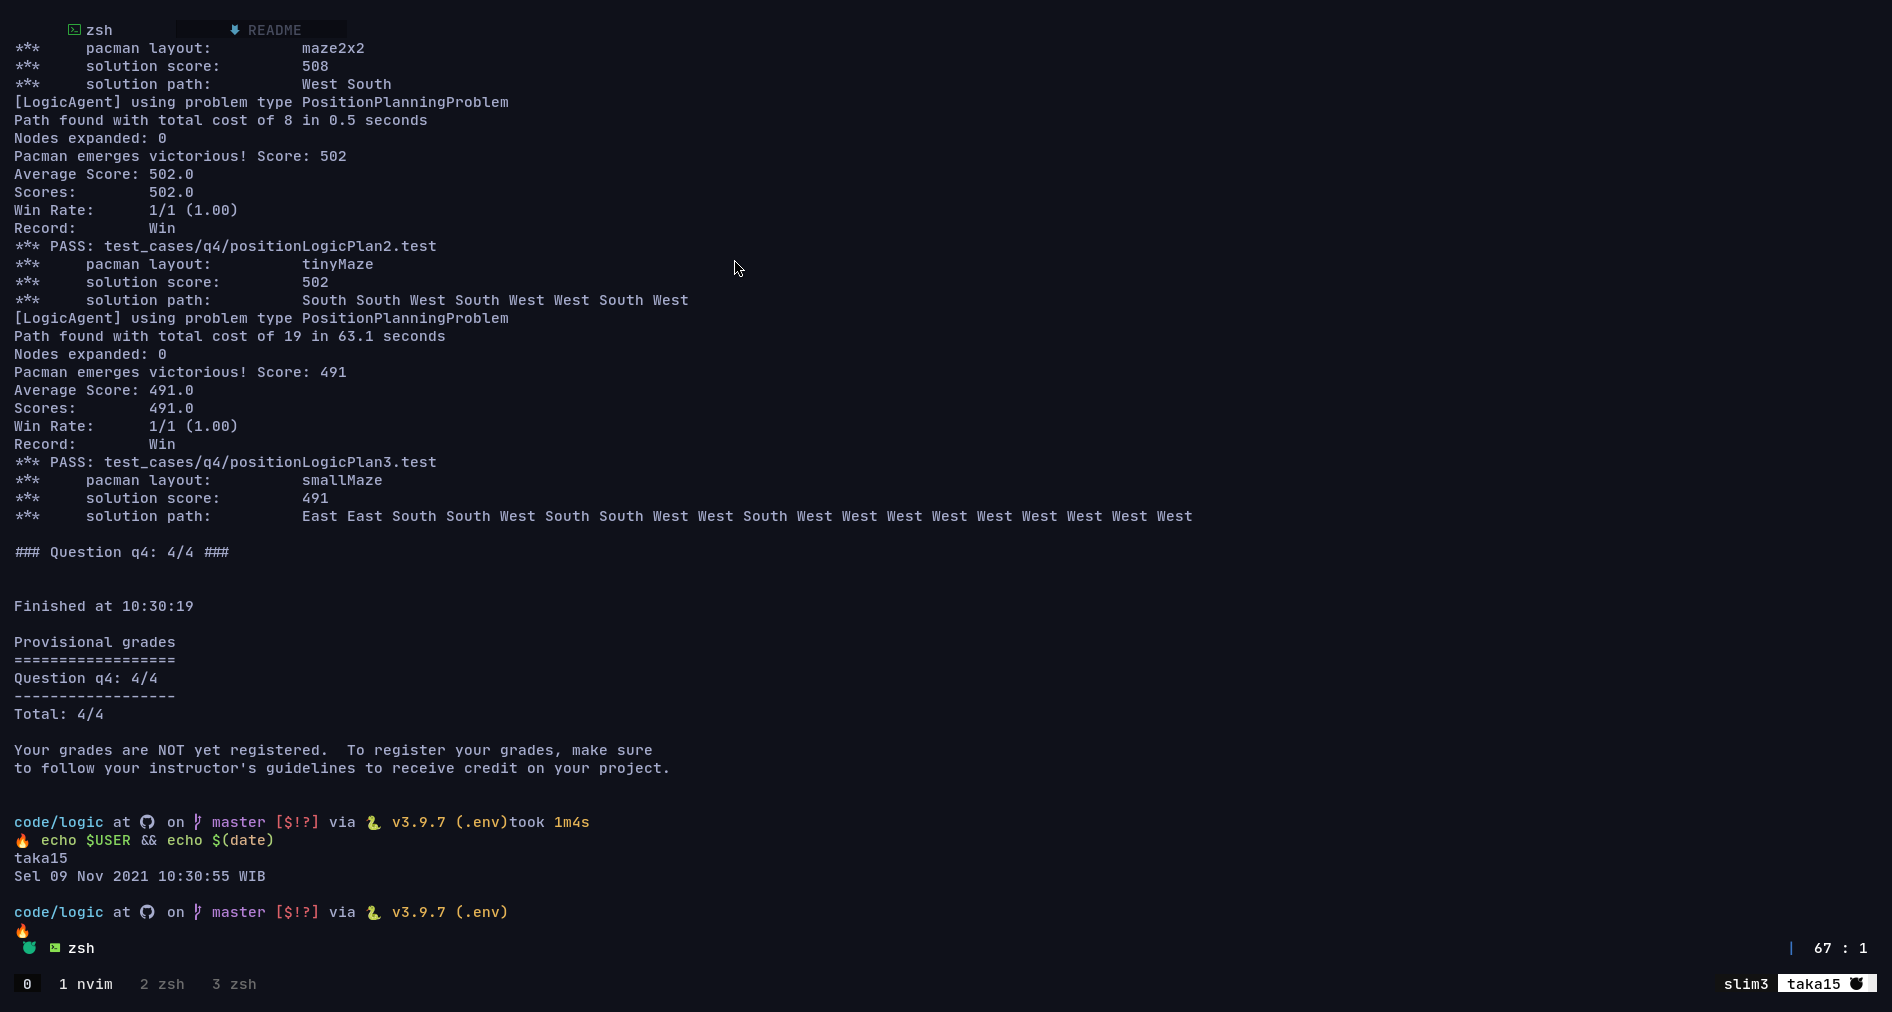 zsh README
*** pacman layout: maze2x2
*** solution score: 508
*** solution path: West South
[LogicAgent] using problem type PositionPlanningProblem
Path found with total cost of 8 in 0.5 seconds
Nodes expanded: 0
Pacman emerges victorious! Score: 502
Average Score: 502.0
Scores: 502.0
Win Rate: 1/1 (1.00)
Record: Win
*** PASS: test_cases/q4/positionLogicPlan2.test
*** pacman layout: tinyMaze
*** solution score: 502
*** solution path: South South West South West West South West
[LogicAgent] using problem type PositionPlanningProblem
Path found with total cost of 19 in 63.1 seconds
Nodes expanded: 0
Pacman emerges victorious! Score: 491
Average Score: 491.0
Scores: 491.0
Win Rate: 1/1 (1.00)
Record: Win
*** PASS: test_cases/q4/positionLogicPlan3.test
*** pacman layout: smallMaze
*** solution score: 491
*** solution path: East East South South West South South West West South West West West West West West West West West
### Question q4: 4/4 ###
Finished at 10:30:19
Provisional grades
==================
Question q4: 4/4
------------------
Total: 4/4
Your grades are NOT yet registered. To register your grades, make sure
to follow your instructor's guidelines to receive credit on your project.
code/logic at on master [$!?] via 🐍 v3.9.7 (.env)took 1m4s
🔥 echo $USER && echo $(date)
taka15
Sel 09 Nov 2021 10:30:55 WIB
code/logic at on master [$!?] via 🐍 v3.9.7 (.env)
🔥
zsh | 67 : 1
0 1 nvim 2 zsh 3 zsh slim3 taka15